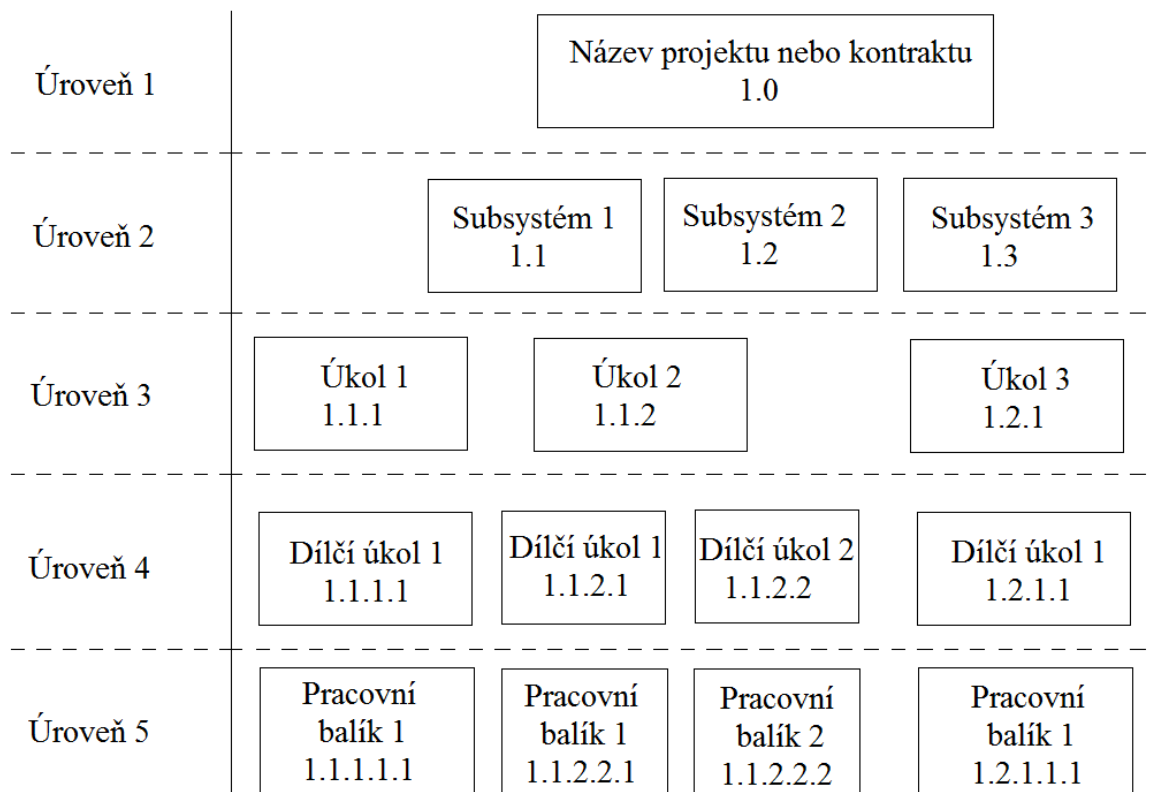 Úroveň 1
Název projektu nebo kontraktu
1.0
Úroveň 2
Subsystém 1
1.1
Subsystém 2
1.2
Subsystém 3
1.3
Úroveň 3
Úkol 1
1.1.1
Úkol 2
1.1.2
Úkol 3
1.2.1
Úroveň 4
Dílčí úkol 1
1.1.1.1
Dílčí úkol 1
1.1.2.1
Dílčí úkol 2
1.1.2.2
Dílčí úkol 1
1.2.1.1
Úroveň 5
Pracovní
balík 1
1.1.1.1.1
Pracovní
balík 1
1.1.2.2.1
Pracovní
balík 2
1.1.2.2.2
Pracovní
balík 1
1.2.1.1.1